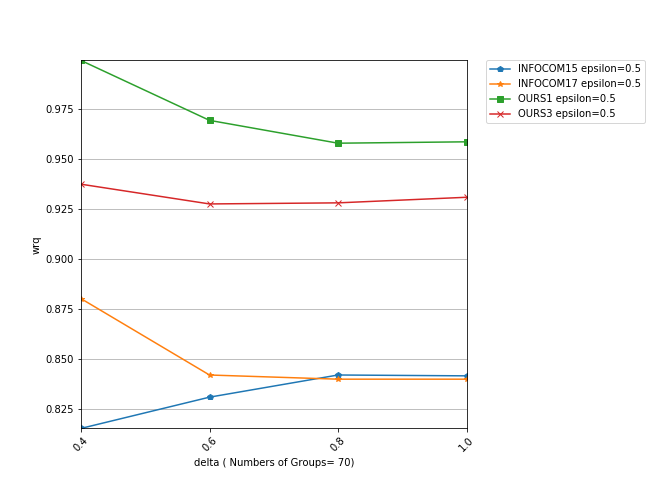 INFOCOM15 epsilon=0.5
INFOCOM17 epsilon=0.5
OURS1 epsilon=0.5
OURS3 epsilon=0.5
0.975
0.950
0.925
0.900
0.875
0.850
0.825
wrq
0.4
0.6
0.8
1.0
delta ( Numbers of Groups= 70)